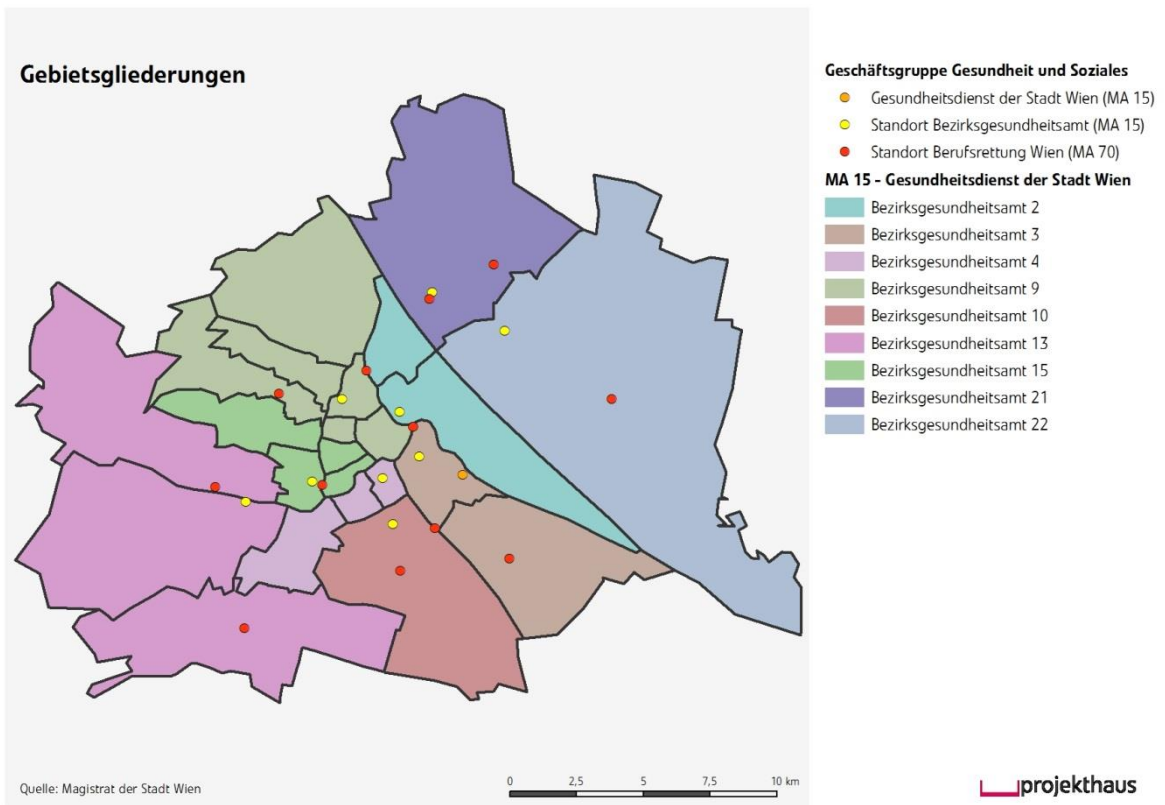 Gebietsgliederungen
Geschäftsgruppe Gesundheit und Soziales
Gesundheitsdienst der Stadt Wien (MA 15)
Standort Bezirksgesundheitsamt (MA 15)
Standort Berufsrettung Wien (MA 70)
MA 15 - Gesundheitsdienst der Stadt Wien
Bezirksgesundheitsamt 2
Bezirksgesundheitsamt 3
Bezirksgesundheitsamt 4
Bezirksgesundheitsamt 9
Bezirksgesundheitsamt 10
Bezirksgesundheitsamt 13
Bezirksgesundheitsamt 15
Bezirksgesundheitsamt 21
Bezirksgesundheitsamt 22
Quelle: Magistrat der Stadt Wien
0 2,5 5 7,5 10 km
projekthaus